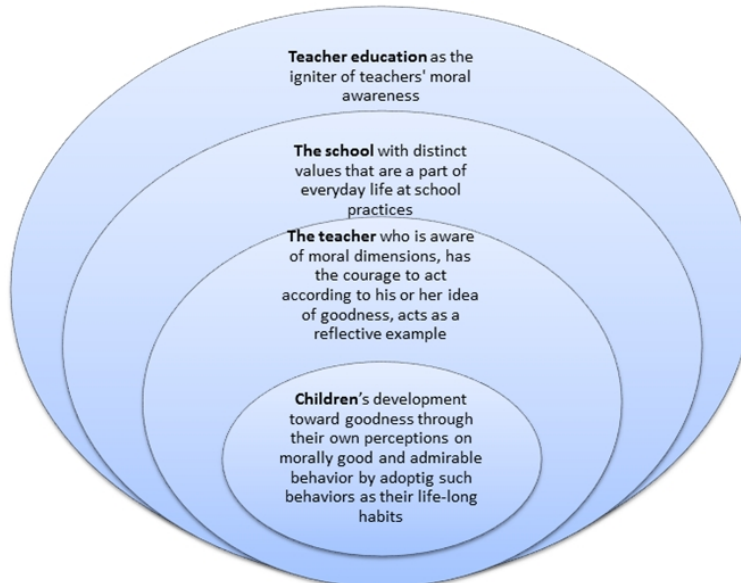 Teacher education as the
igniter of teachers' moral
awareness
The school with distinct
values that are a part of
everyday life at school
practices
The teacher who is aware
of moral dimensions, has
the courage to act
according to his or her idea
of goodness, acts as a
reflective example
Children's development
toward goodness through
their own perceptions on
morally good and admirable
behavior by adoptig such
behaviors as their life-long
habits